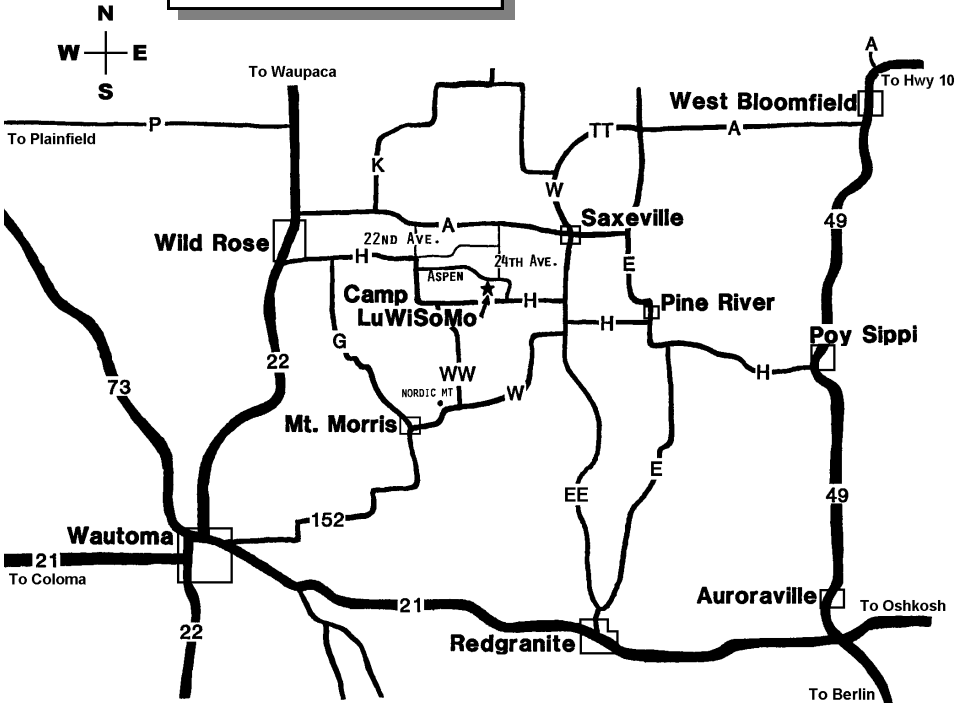 N
W E
S
To Waupaca
A
To Hwy 10
West Bloomfield
P
To Plainfield
TT
A
K
W
49
Saxeville
A
22ND AVE.
Wild Rose
H
24TH AVE.
E
ASPEN
Camp
LuWiSoMo
H
Pine River
H
Poy Sippi
G
22
WW
H
73
NORDIC MT
W
Mt. Morris
E
EE
49
152
Wautoma
21
To Coloma
Auroraville
21
To Oshkosh
22
Redgranite
To Berlin